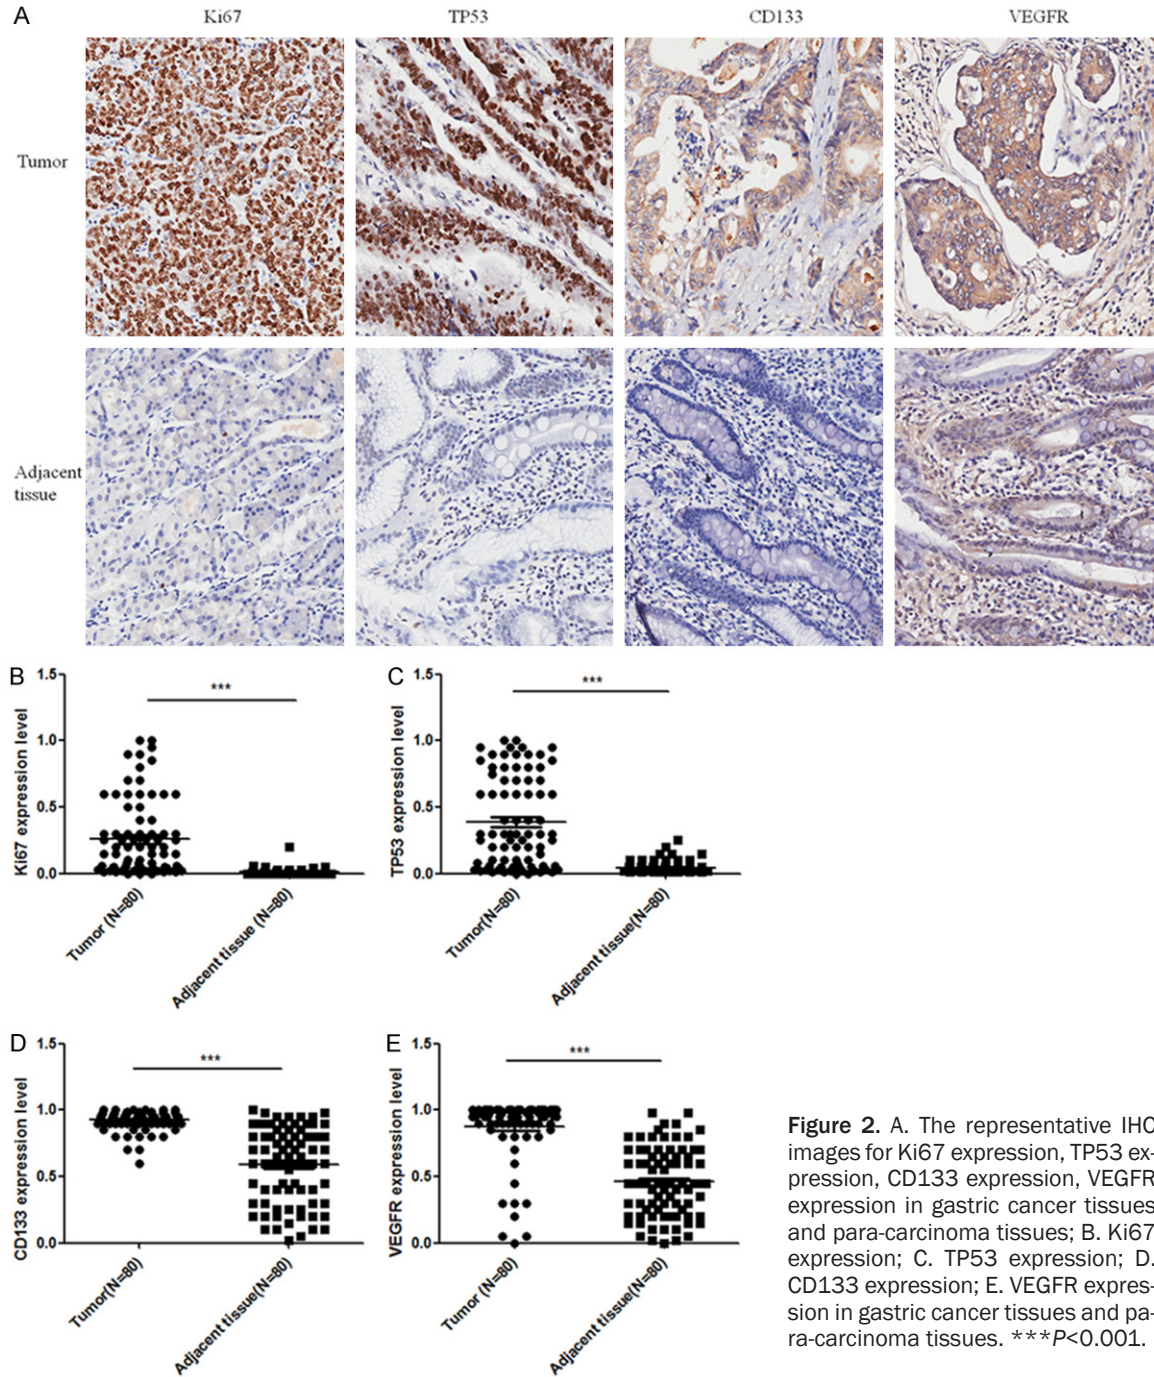 A
Ki67 TP53 CD133 VEGFR
Tumor
Adjacent
tissue
B
Ki67 expression level
1.5
1.0
0.5
0.0
***
Tumor (N=80)
Adjacent tissue (N=80)
C
TP53 expression level
1.5
1.0
0.5
0.0
***
Tumor(N=80)
Adjacent tissue(N=80)
D
CD133 expression level
1.5
1.0
0.5
0.0
***
Tumor(N=80)
Adjacent tissue(N=80)
E
VEGFR expression level
1.5
1.0
0.5
0.0
***
Tumor (N=80)
Adjacent tissue(N=80)
Figure 2. A. The representative IHC
images for Ki67 expression, TP53 ex-
pression, CD133 expression, VEGFR
expression in gastric cancer tissues
and para-carcinoma tissues; B. Ki67
expression; C. TP53 expression; D.
CD133 expression; E. VEGFR expres-
sion in gastric cancer tissues and pa-
ra-carcinoma tissues. ***P<0.001.